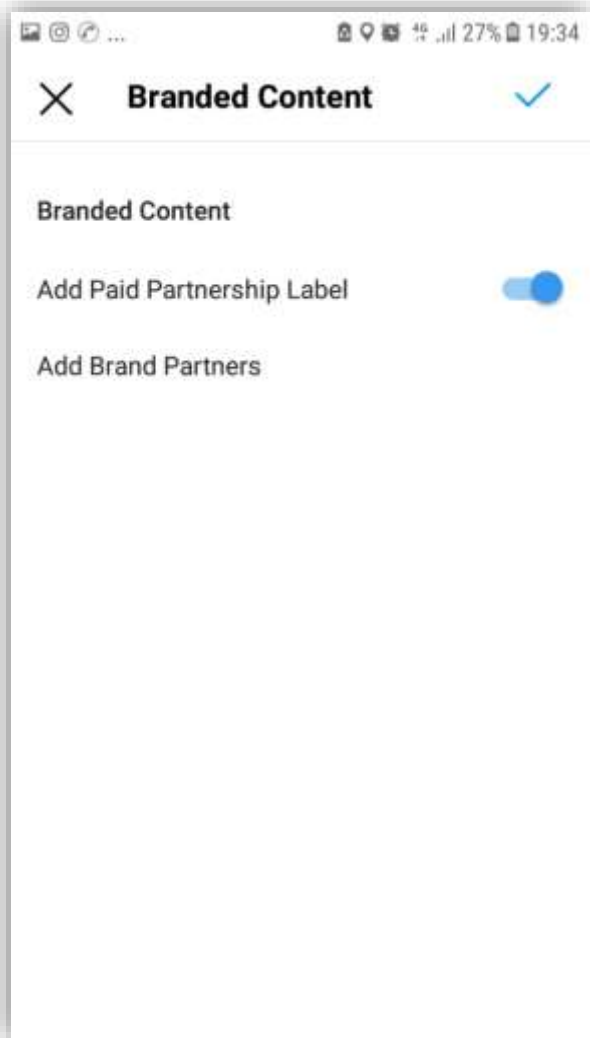 ... 27% 19:34
Branded Content
Branded Content
Add Paid Partnership Label
Add Brand Partners